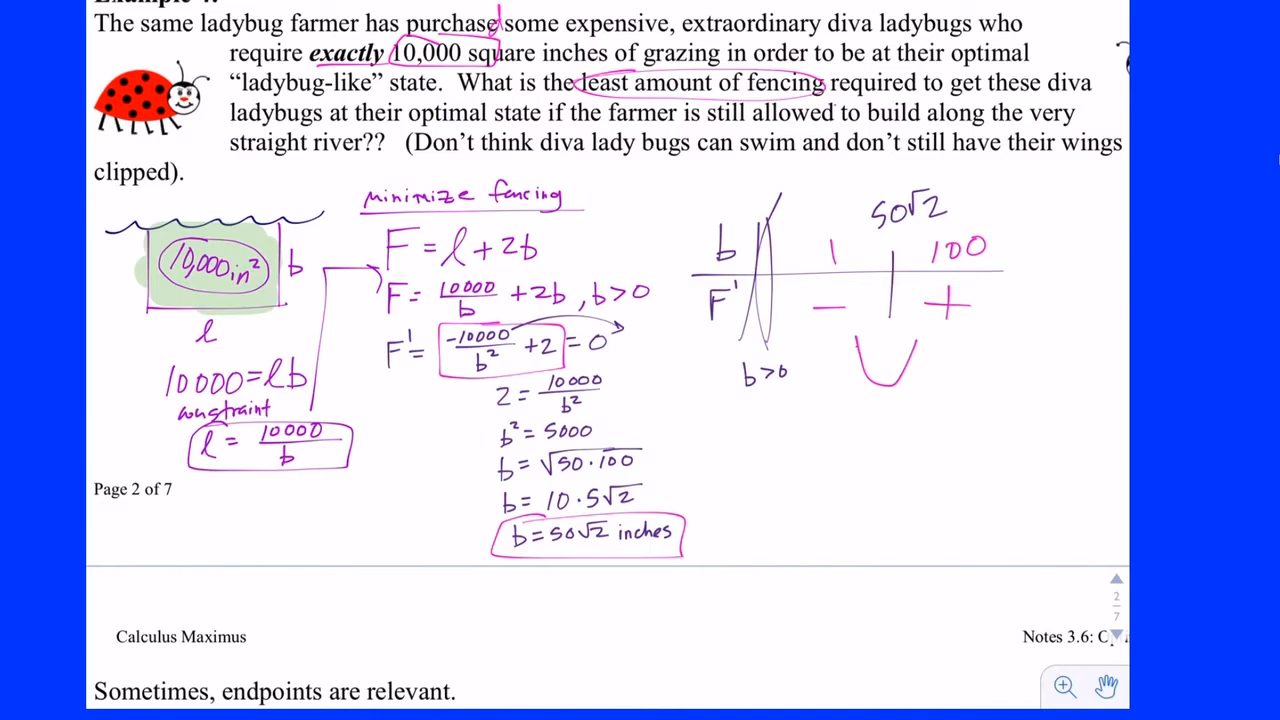 The same ladybug farmer has purchased some expensive, extraordinary diva ladybugs who
require exactly 10,000 square inches of grazing in order to be at their optimal
“ladybug-like” state. What is the least amount of fencing required to get these diva
ladybugs at their optimal state if the farmer is still allowed to build along the very
straight river?? (Don’t think diva lady bugs can swim and don’t still have their wings
clipped).
minimize fencing
10,000 in²
b
l
10000 = lb
constraint
l = 10000/b
F = l + 2b
F = 10000/b + 2b , b > 0
F' = -10000/b² + 2 = 0
2 = 10000/b²
b² = 5000
b = √50·100
b = 10·5√2
b = 50√2 inches
50√2
b 1 100
F' − +
b > 0
Page 2 of 7
2
7
Calculus Maximus
Notes 3.6:
Sometimes, endpoints are relevant.